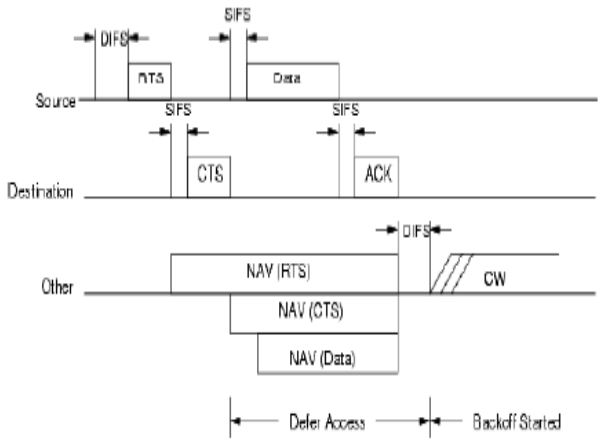 SIFS
DIFS
RTS
Data
Source
SIFS
SIFS
CTS
ACK
Destination
DIFS
NAV (RTS)
CW
Other
NAV (CTS)
NAV (Data)
Defer Access
Backoff Started